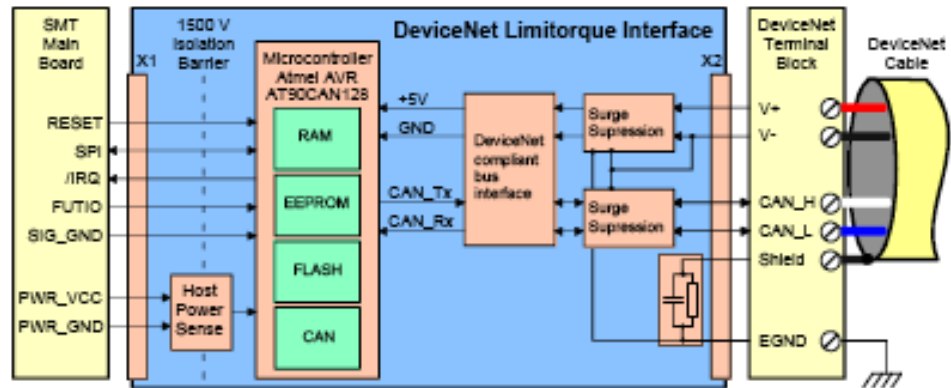 SMT
Main
Board
1500 V
Isolation
Barrier
DeviceNet Limitorque Interface
DeviceNet
Terminal
Block
DeviceNet
Cable
X1
X2
Microcontroller
Atmel AVR
AT90CAN128
RAM
EEPROM
FLASH
CAN
RESET
SPI
/IRQ
FUTIO
SIG_GND
PWR_VCC
PWR_GND
Host
Power
Sense
+5V
GND
CAN_Tx
CAN_Rx
DeviceNet
compliant
bus
interface
Surge
Supression
Surge
Supression
V+
V-
CAN_H
CAN_L
Shield
EGND